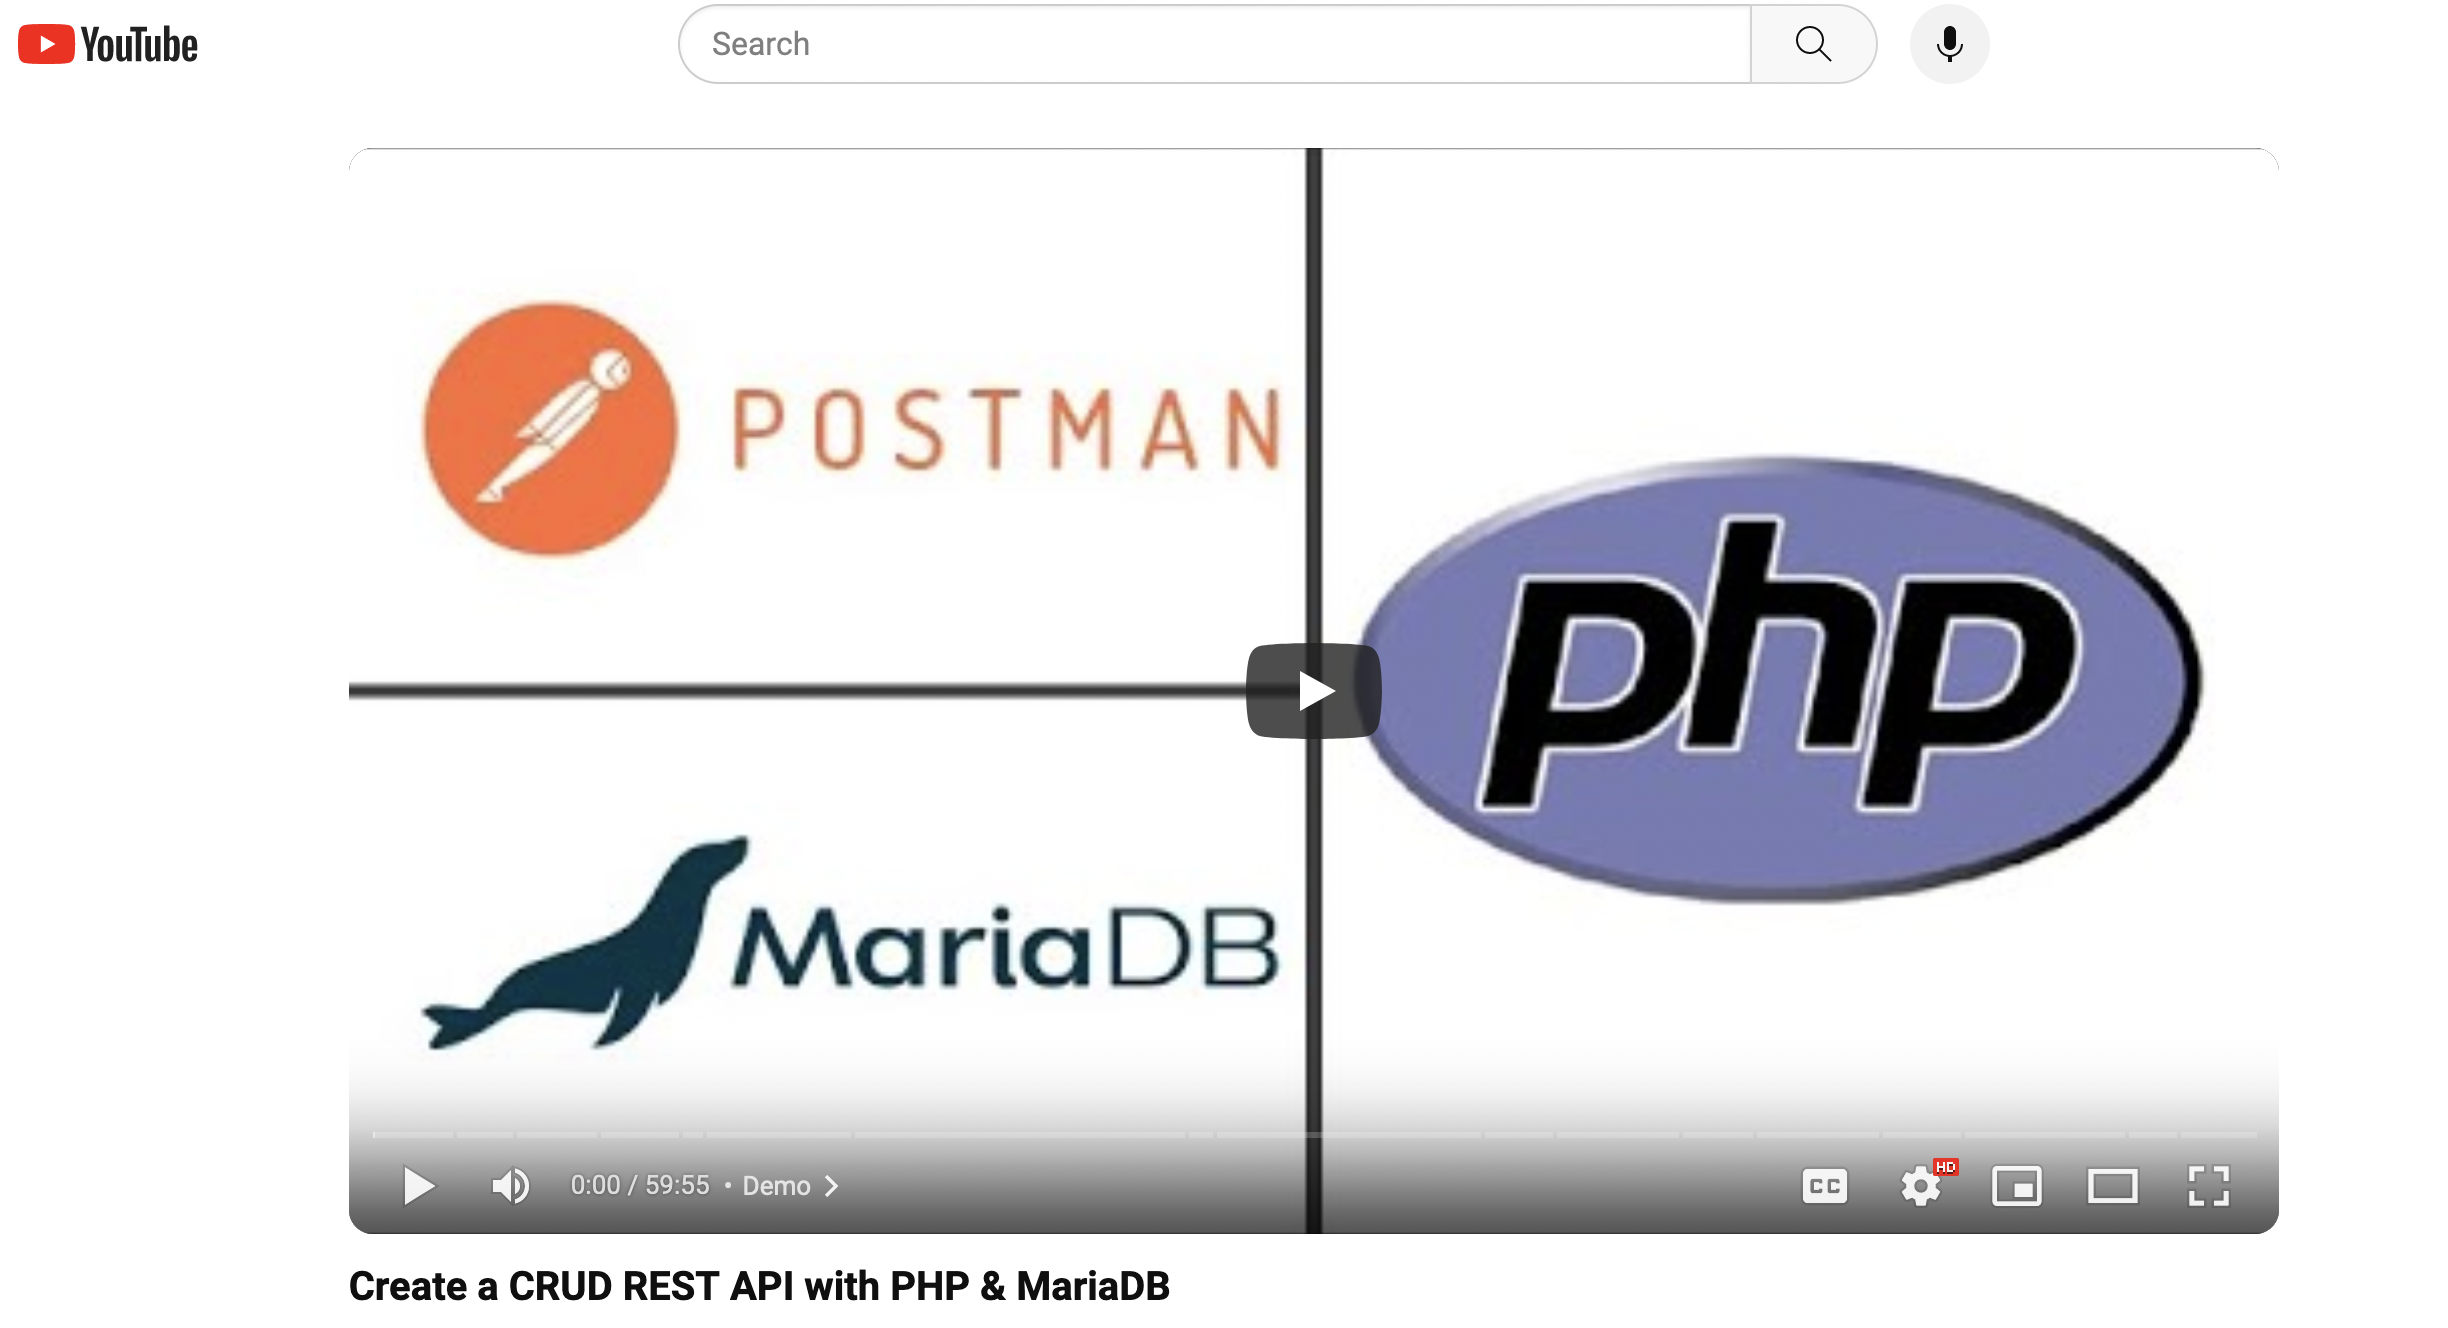 YouTube
Search
POSTMAN
php
MariaDB
0:00 / 59:55 • Demo
CC
HD
Create a CRUD REST API with PHP & MariaDB